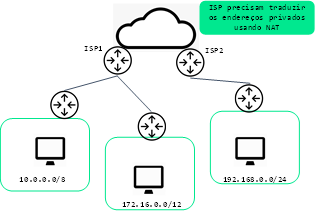 ISP precisam traduzir
os endereços privados
usando NAT
ISP1
ISP2
10.0.0.0/8
172.16.0.0/12
192.168.0.0/24